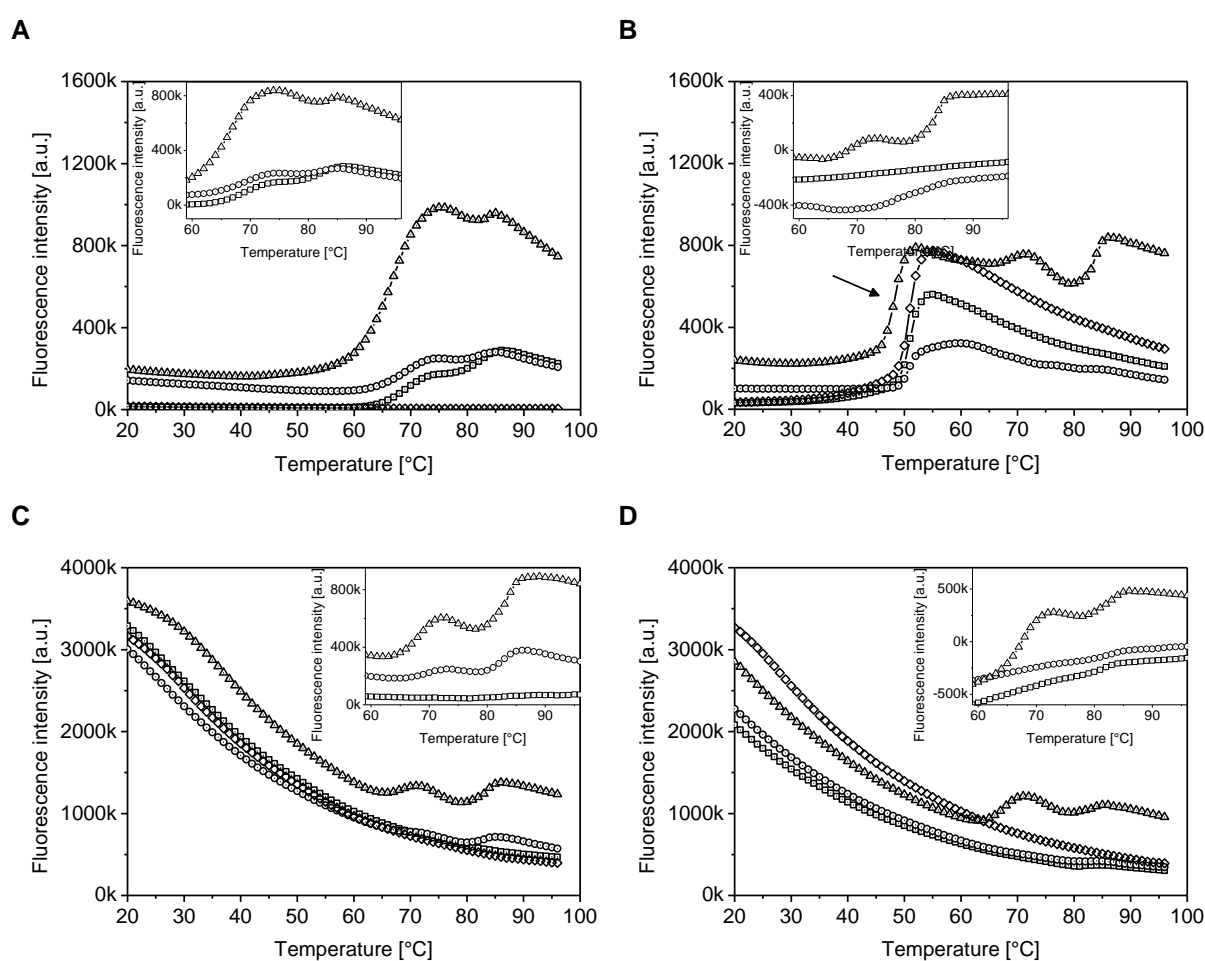 A
B
1600k
1200k
800k
400k
0k
20 30 40 50 60 70 80 90 100
Temperature [°C]
Fluorescence intensity [a.u.]
800k
400k
0k
60 70 80 90
Temperature [°C]
Fluorescence intensity [a.u.]
1600k
1200k
800k
400k
0k
20 30 40 50 60 70 80 90 100
Temperature [°C]
Fluorescence intensity [a.u.]
400k
0k
-400k
60 70 80 90
Temperature [°C]
Fluorescence intensity [a.u.]
C
D
4000k
3000k
2000k
1000k
0k
20 30 40 50 60 70 80 90 100
Temperature [°C]
Fluorescence intensity [a.u.]
800k
400k
0k
60 70 80 90
Temperature [°C]
Fluorescence intensity [a.u.]
4000k
3000k
2000k
1000k
0k
20 30 40 50 60 70 80 90 100
Temperature [°C]
Fluorescence intensity [a.u.]
500k
0k
-500k
60 70 80 90
Temperature [°C]
Fluorescence intensity [a.u.]